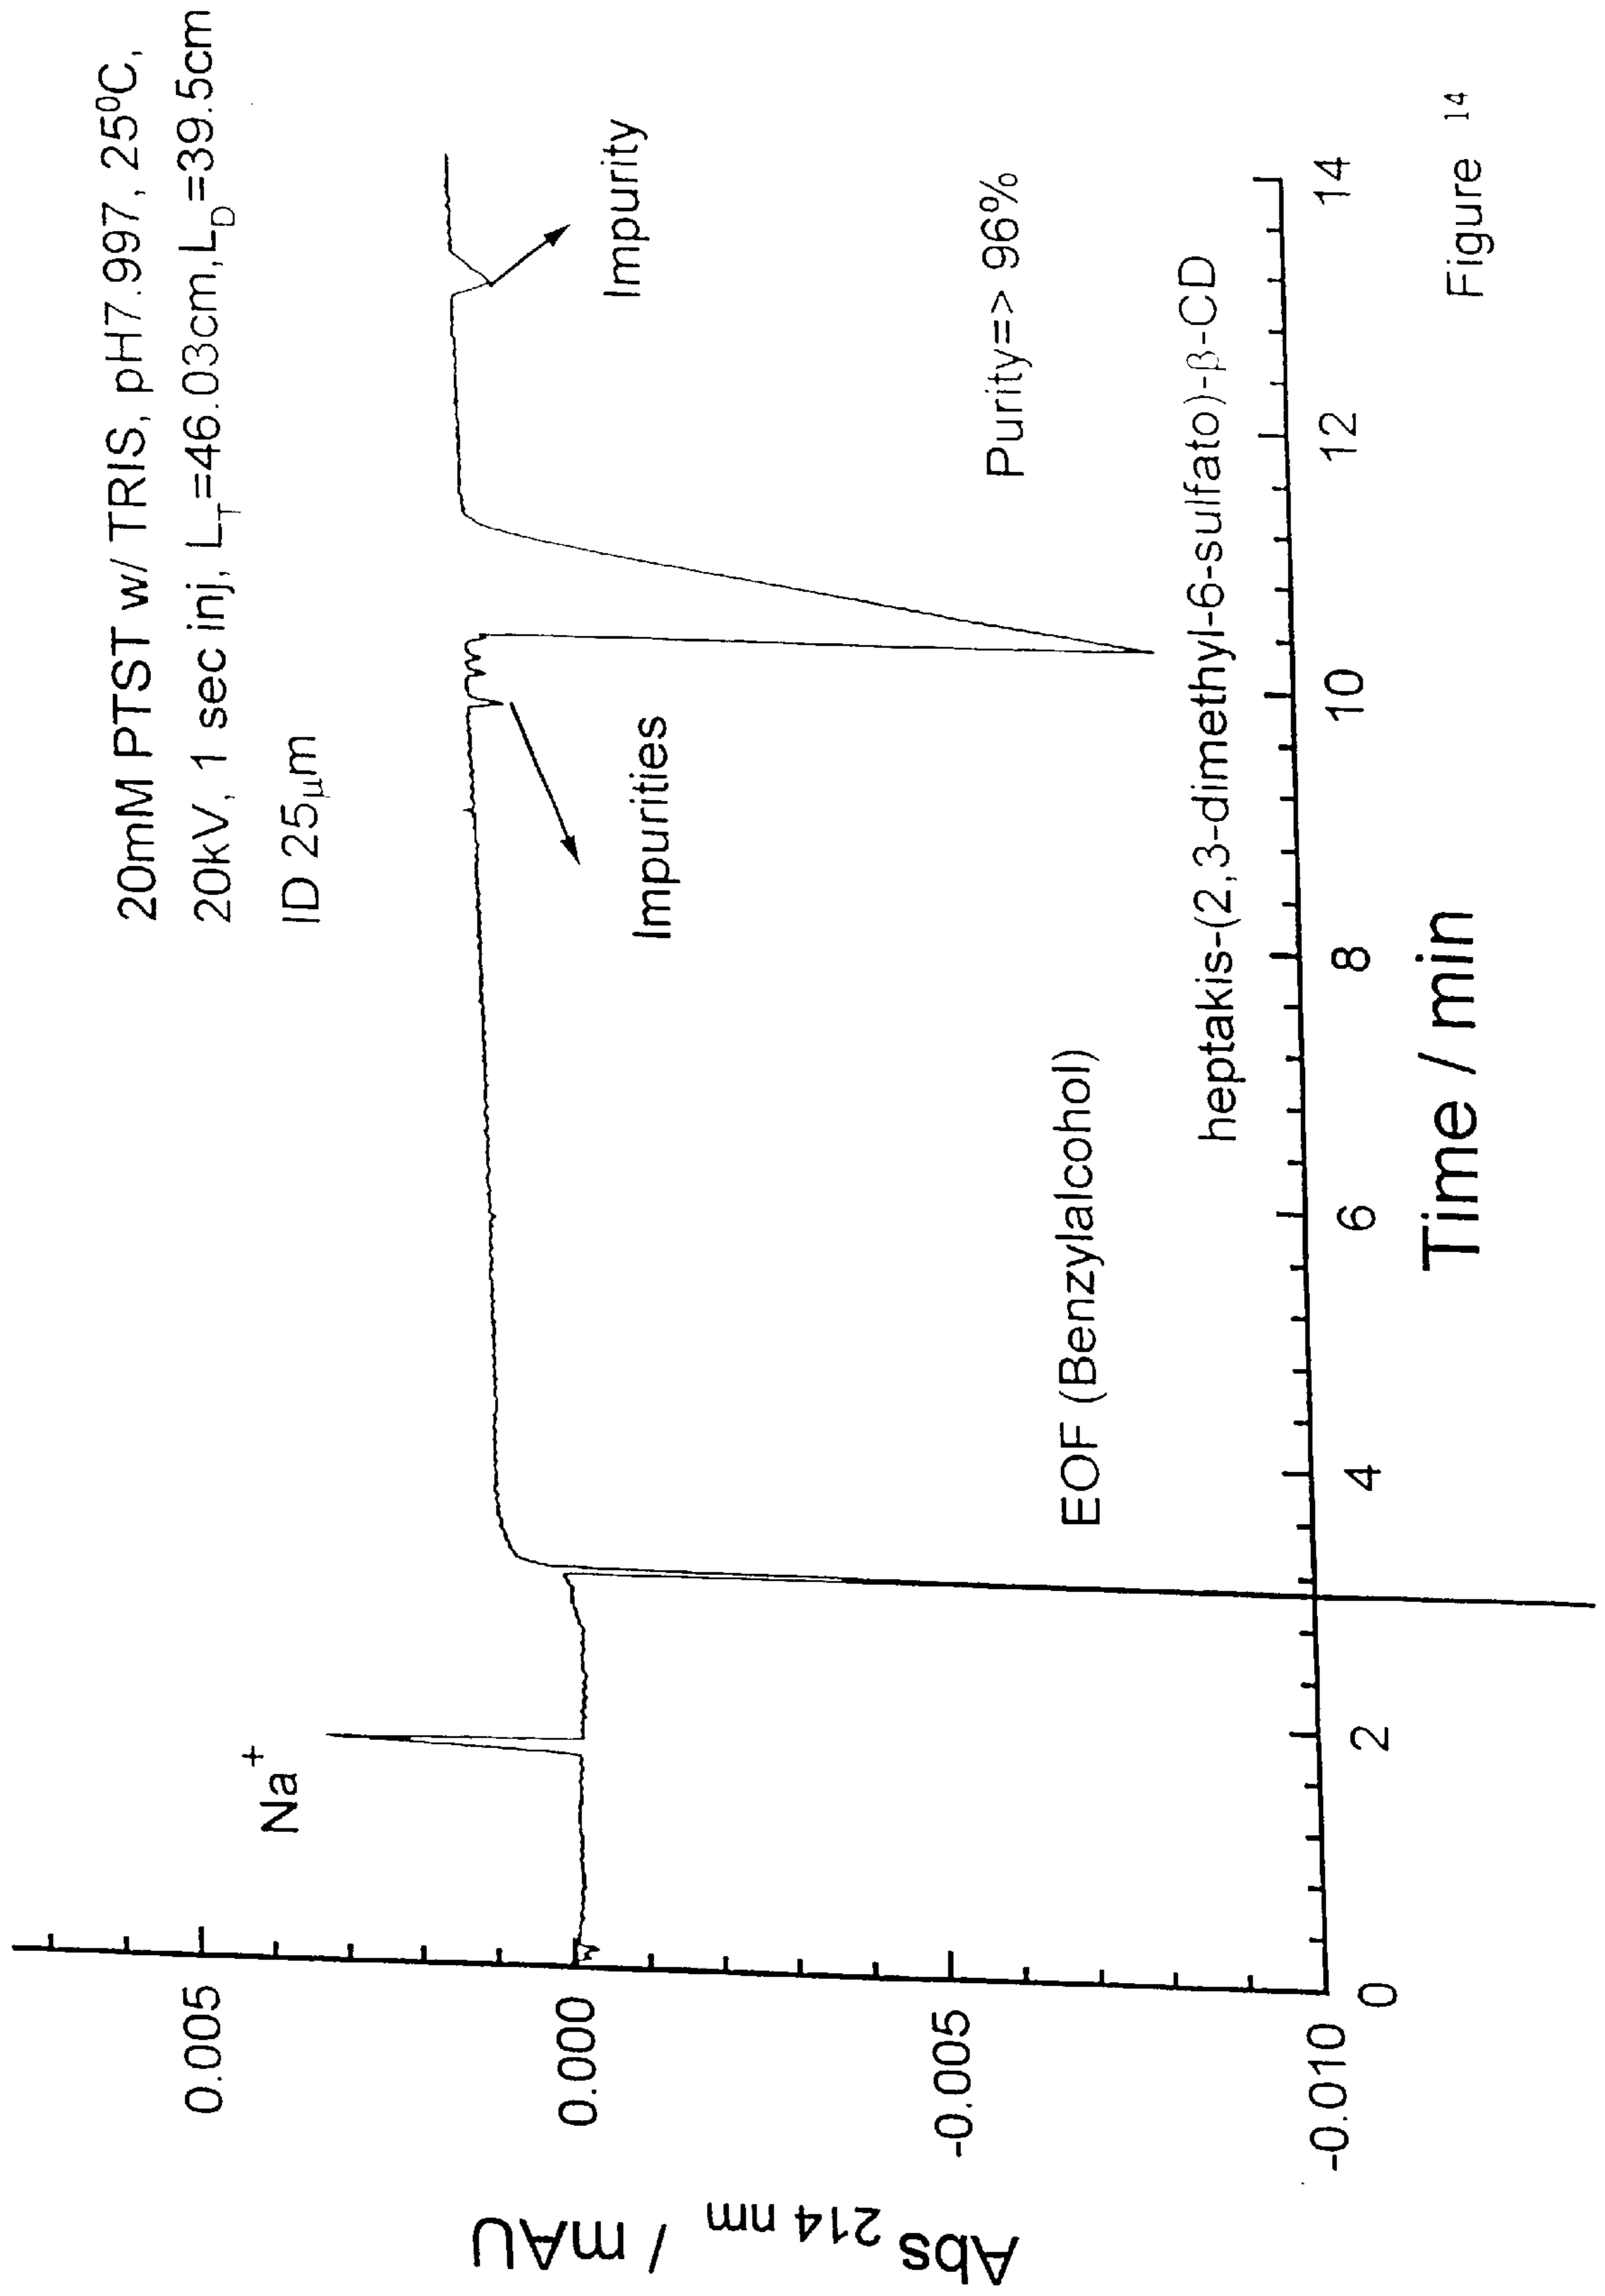 20mM PTST w/ TRIS, pH7.997, 25⁰C,
20kV, 1 sec inj, L_T=46.03cm,L_D=39.5cm
ID 25μm
Na⁺
Impurities
Impurity
EOF (Benzylalcohol)
Purity=> 96%
heptakis-(2,3-dimethyl-6-sulfato)-β-CD
Abs 214 nm / mAU
0.005
0.000
-0.005
-0.010
0 2 4 6 8 10 12 14
Time / min
Figure 14